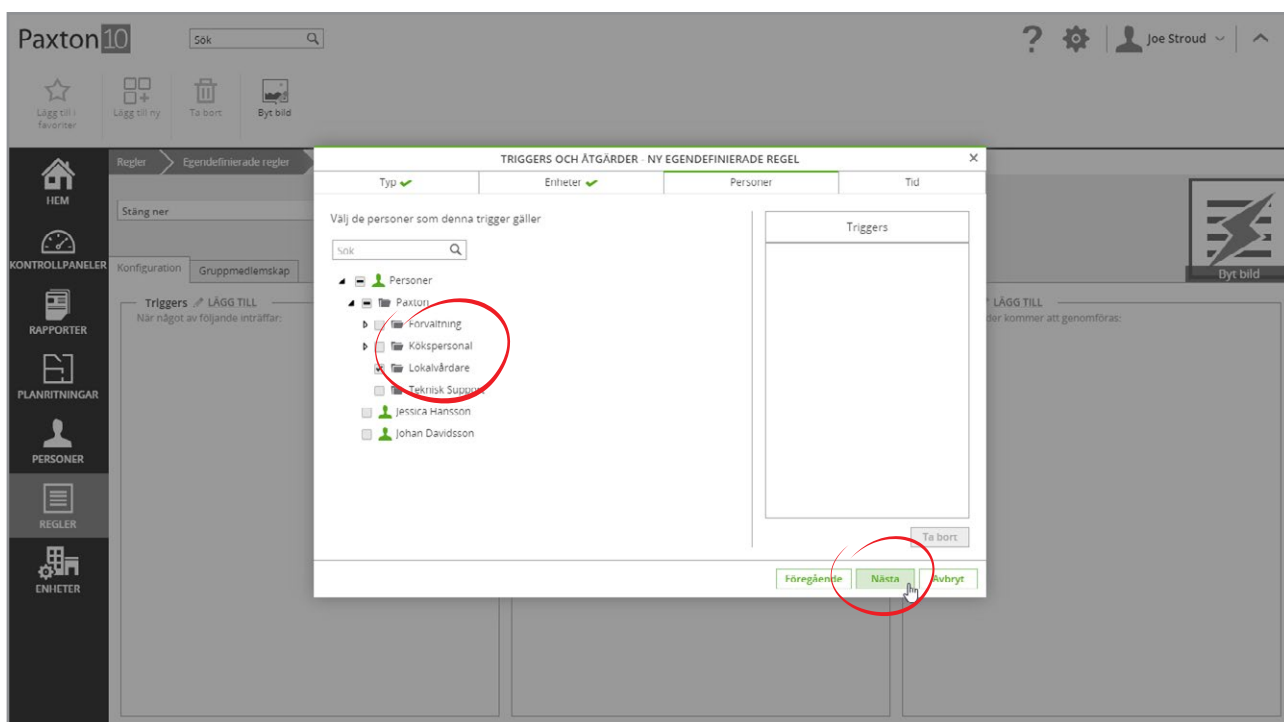 Paxton10
Sök
Joe Stroud
Lägg till i
favoriter
Lägg till ny
Ta bort
Byt bild
HEM
KONTROLLPANELER
RAPPORTER
PLANRITNINGAR
PERSONER
REGLER
ENHETER
Regler Egendefinierade regler
Stäng ner
Konfiguration Gruppmedlemskap
Triggers LÄGG TILL
När något av följande inträffar:
TRIGGERS OCH ÅTGÄRDER - NY EGENDEFINIERADE REGEL
Typ Enheter Personer Tid
Välj de personer som denna trigger gäller
Sök
Personer
Paxton
Förvaltning
Kökspersonal
Lokalvårdare
Teknisk Support
Jessica Hansson
Johan Davidsson
Triggers
Ta bort
Föregående Nästa Avbryt
Byt bild
LÄGG TILL
der kommer att genomföras: